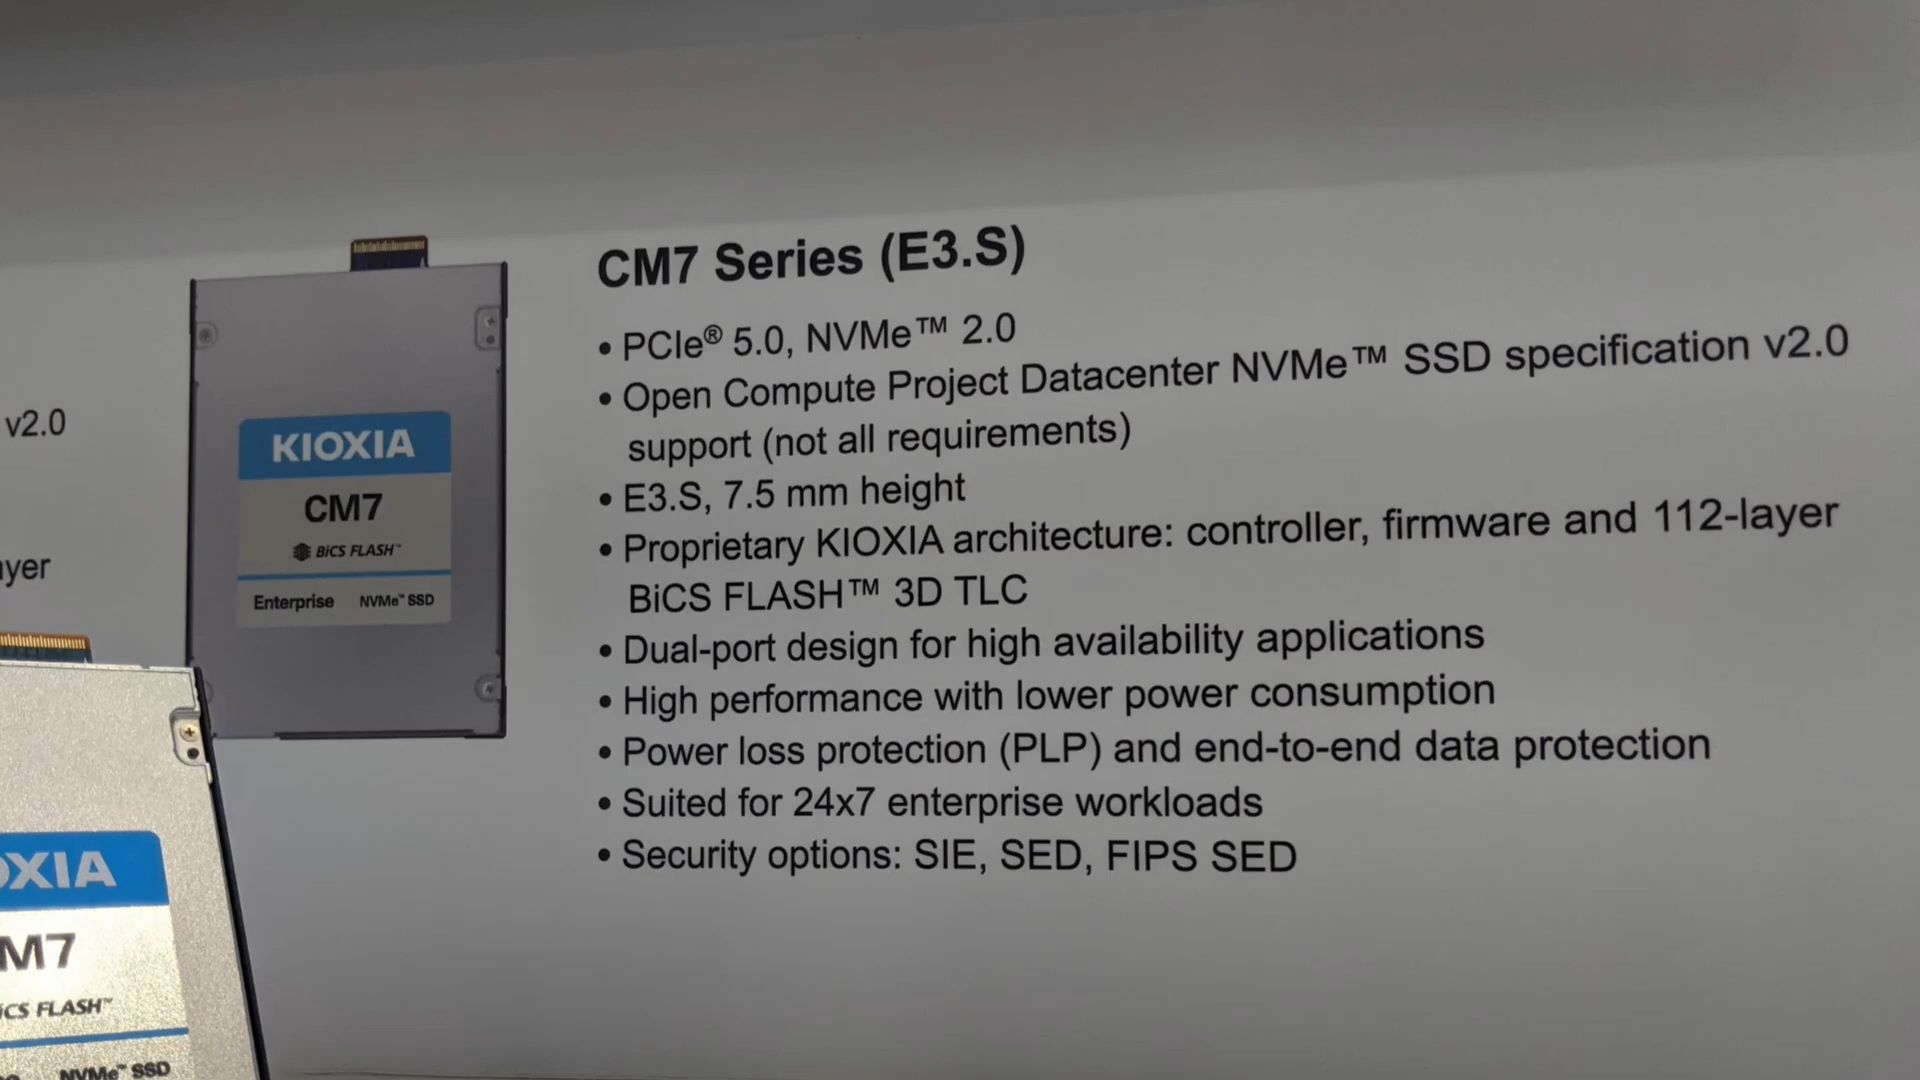 CM7 Series (E3.S)
• PCIe® 5.0, NVMe™ 2.0
• Open Compute Project Datacenter NVMe™ SSD specification v2.0
support (not all requirements)
• E3.S, 7.5 mm height
• Proprietary KIOXIA architecture: controller, firmware and 112-layer
BiCS FLASH™ 3D TLC
• Dual-port design for high availability applications
• High performance with lower power consumption
• Power loss protection (PLP) and end-to-end data protection
• Suited for 24x7 enterprise workloads
• Security options: SIE, SED, FIPS SED
KIOXIA
CM7
BiCS FLASH™
Enterprise NVMe™ SSD
v2.0
ayer
OXIA
M7
iCS FLASH™
NVMe™ SSD